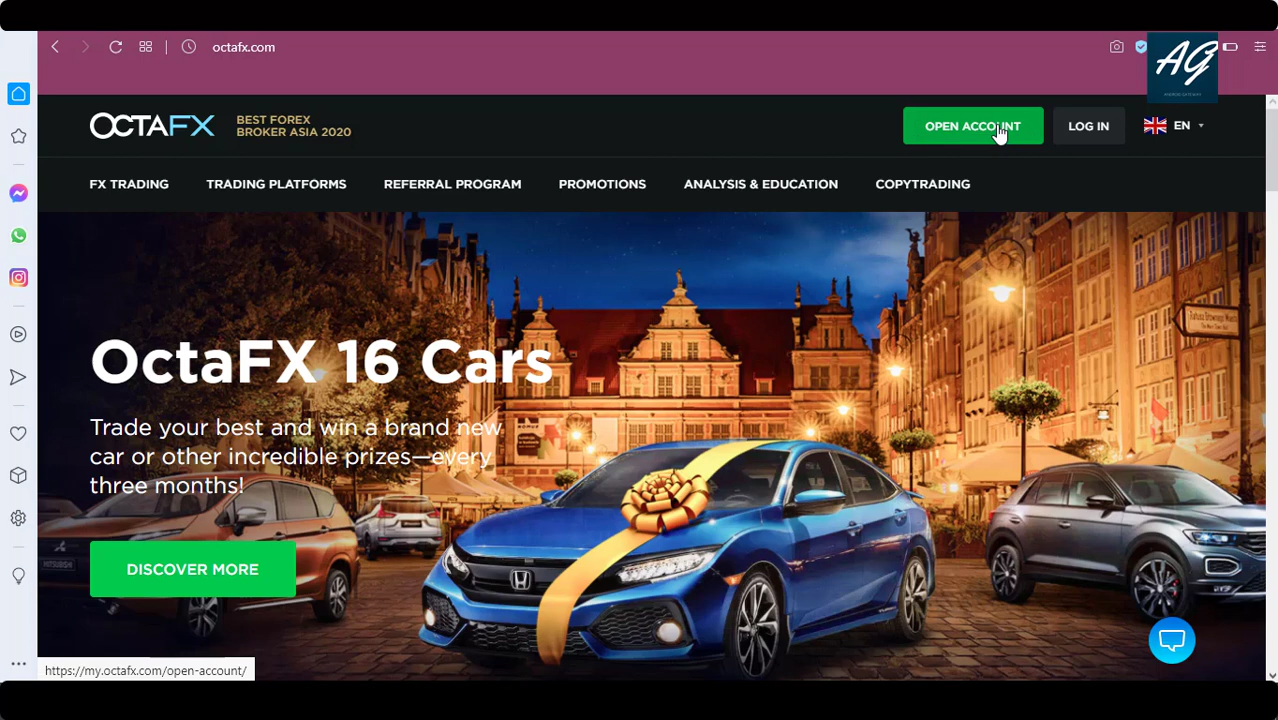 octafx.com
AG
OCTAFX
BEST FOREX
BROKER ASIA 2020
OPEN ACCOUNT
LOG IN
EN
FX TRADING
TRADING PLATFORMS
REFERRAL PROGRAM
PROMOTIONS
ANALYSIS & EDUCATION
COPYTRADING
OctaFX 16 Cars
Trade your best and win a brand new
car or other incredible prizes—every
three months!
DISCOVER MORE
https://my.octafx.com/open-account/